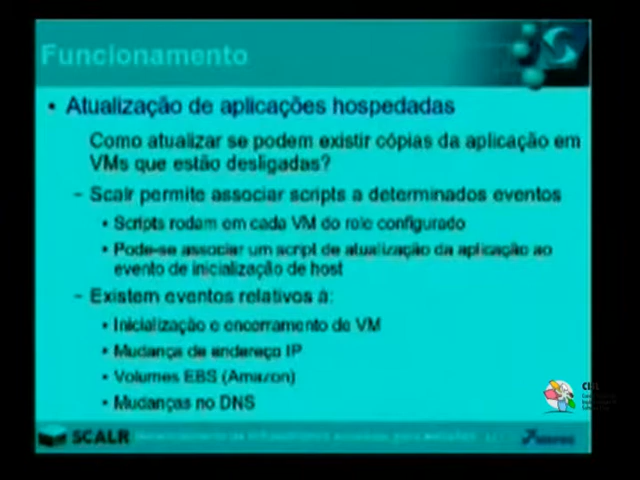 Funcionamento
• Atualização de aplicações hospedadas
Como atualizar se podem existir cópias da aplicação em
VMs que estão desligadas?
– Scalr permite associar scripts a determinados eventos
• Scripts rodam em cada VM do role configurado
• Pode-se associar um script de atualização da aplicação ao
evento de inicialização de host
– Existem eventos relativos à:
• Inicialização e encerramento de VM
• Mudança de endereço IP
• Volumes EBS (Amazon)
• Mudanças no DNS
SCALR